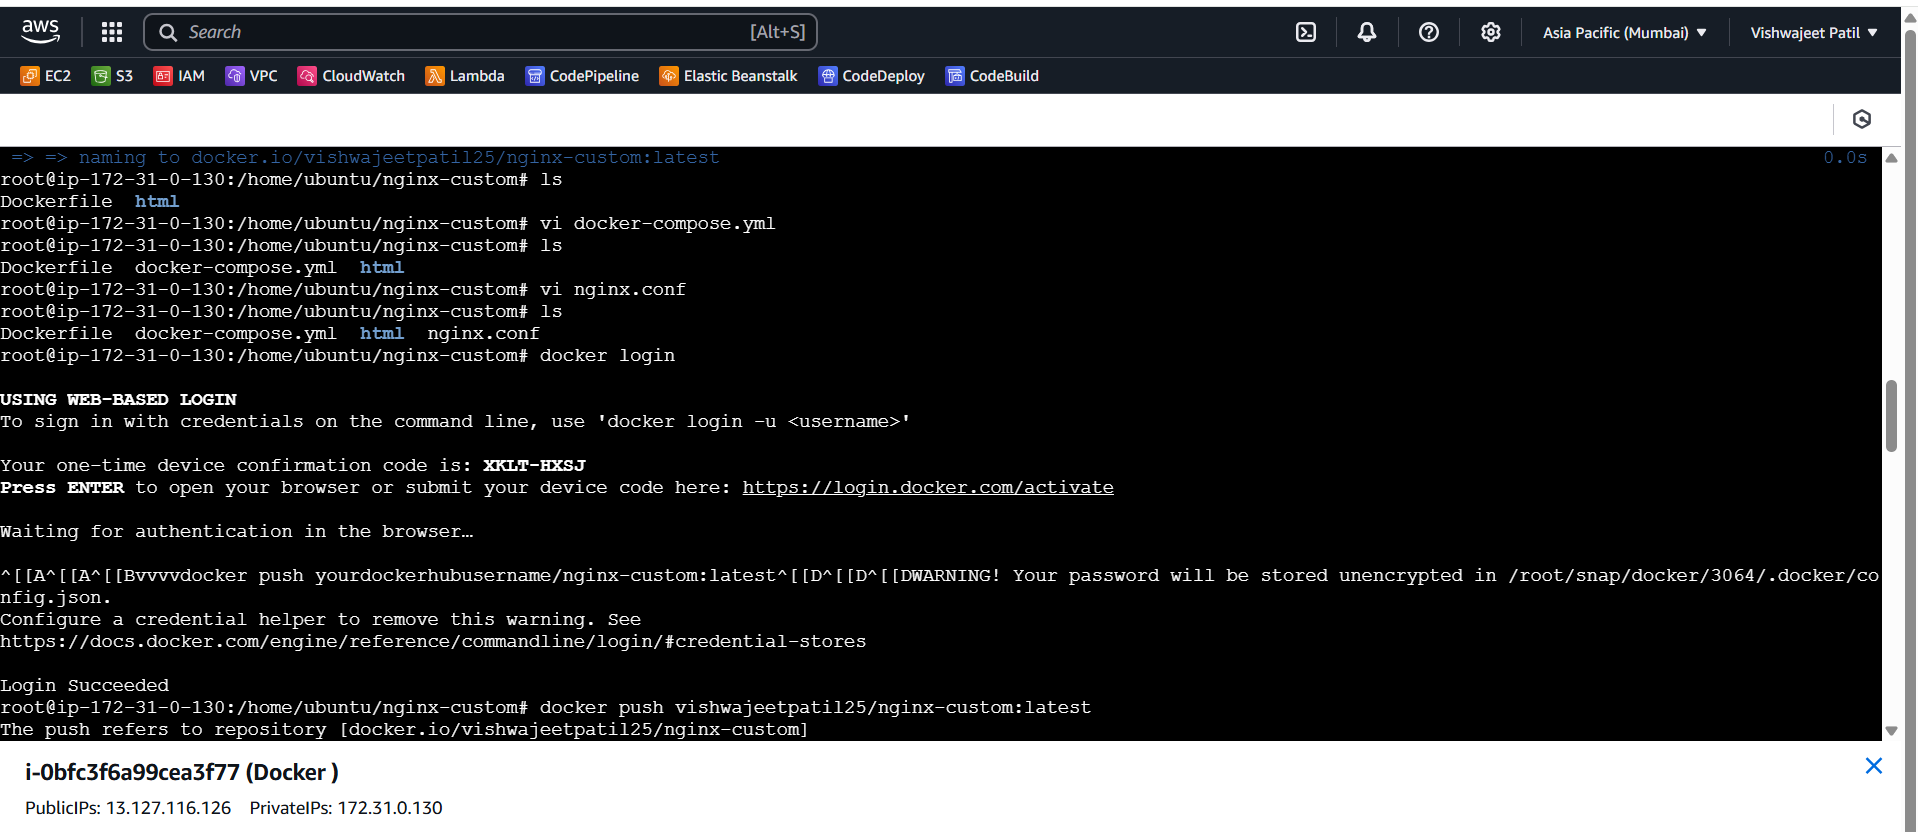 aws
Search [Alt+S]
Asia Pacific (Mumbai) ▼
Vishwajeet Patil ▼
EC2 S3 IAM VPC CloudWatch Lambda CodePipeline Elastic Beanstalk CodeDeploy CodeBuild
=> => naming to docker.io/vishwajeetpatil25/nginx-custom:latest 0.0s
root@ip-172-31-0-130:/home/ubuntu/nginx-custom# ls
Dockerfile html
root@ip-172-31-0-130:/home/ubuntu/nginx-custom# vi docker-compose.yml
root@ip-172-31-0-130:/home/ubuntu/nginx-custom# ls
Dockerfile docker-compose.yml html
root@ip-172-31-0-130:/home/ubuntu/nginx-custom# vi nginx.conf
root@ip-172-31-0-130:/home/ubuntu/nginx-custom# ls
Dockerfile docker-compose.yml html nginx.conf
root@ip-172-31-0-130:/home/ubuntu/nginx-custom# docker login
USING WEB-BASED LOGIN
To sign in with credentials on the command line, use 'docker login -u <username>'
Your one-time device confirmation code is: XKLT-HXSJ
Press ENTER to open your browser or submit your device code here: https://login.docker.com/activate
Waiting for authentication in the browser…
^[[A^[[A^[[Bvvvvdocker push yourdockerhubusername/nginx-custom:latest^[[D^[[D^[[DWARNING! Your password will be stored unencrypted in /root/snap/docker/3064/.docker/co
nfig.json.
Configure a credential helper to remove this warning. See
https://docs.docker.com/engine/reference/commandline/login/#credential-stores
Login Succeeded
root@ip-172-31-0-130:/home/ubuntu/nginx-custom# docker push vishwajeetpatil25/nginx-custom:latest
The push refers to repository [docker.io/vishwajeetpatil25/nginx-custom]
i-0bfc3f6a99cea3f77 (Docker )
PublicIPs: 13.127.116.126 PrivateIPs: 172.31.0.130